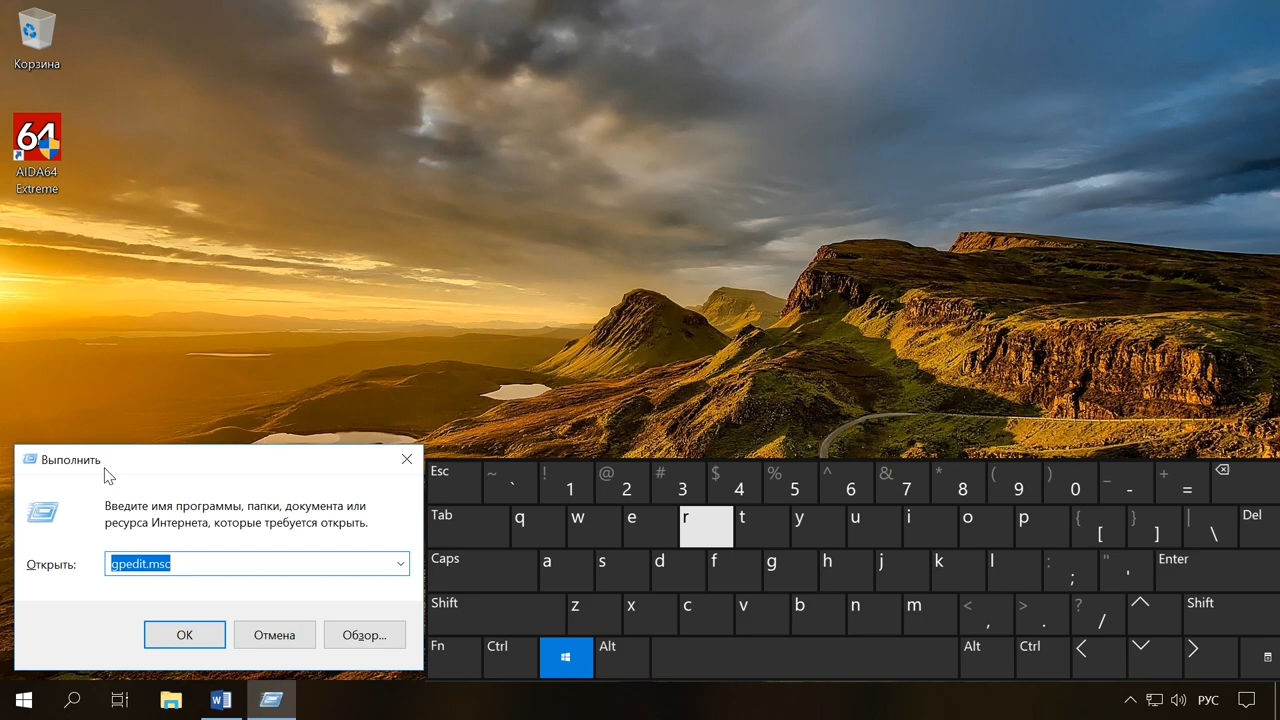 Корзина
64
AIDA64
Extreme
Выполнить
Введите имя программы, папки, документа или
ресурса Интернета, которые требуется открыть.
Открыть:
gpedit.msc
ОК
Отмена
Обзор...
Esc ~ ` ! 1 @ 2 # 3 $ 4 % 5 ^ 6 & 7 * 8 ( 9 ) 0 _ - + =
Tab q w e r t y u i o p { [ } ] | \ Del
Caps a s d f g h j k l : ; " ' Enter
Shift z x c v b n m < , > . ? / Shift
Fn Ctrl Alt Alt Ctrl
W
РУС